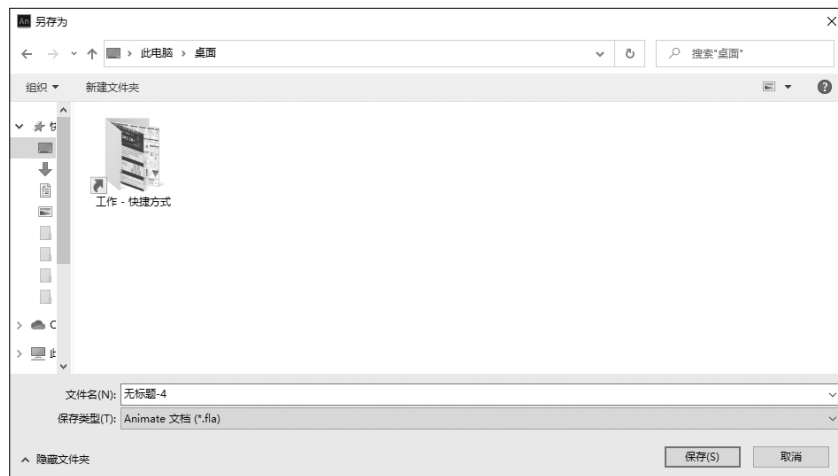 An 另存为
此电脑 › 桌面
搜索"桌面"
组织
新建文件夹
工作 - 快捷方式
文件名(N): 无标题-4
保存类型(T): Animate 文档 (*.fla)
隐藏文件夹
保存(S)
取消